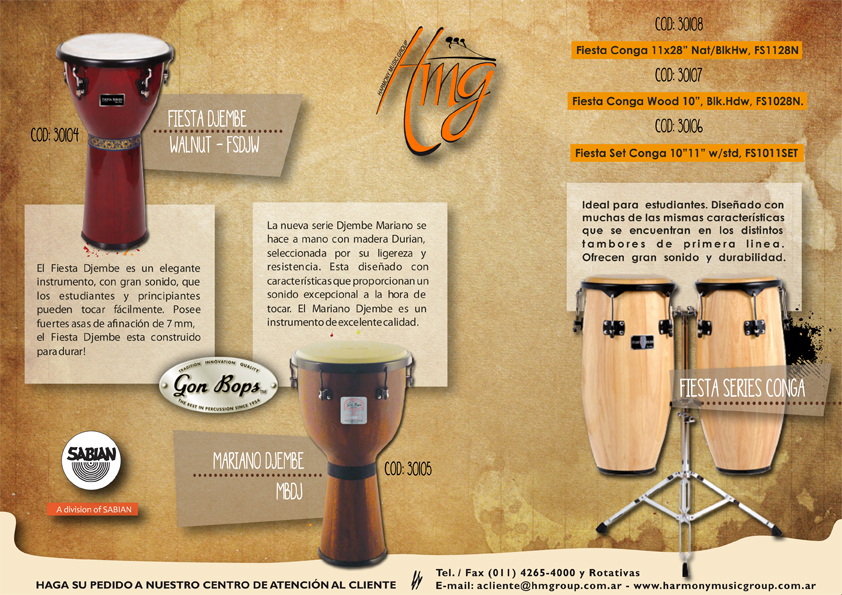 COD: 30104
FIESTA DJEMBE
WALNUT - FSDJW
El Fiesta Djembe es un elegante
instrumento, con gran sonido, que
los estudiantes y principiantes
pueden tocar fácilmente. Posee
fuertes asas de afinación de 7 mm,
el Fiesta Djembe esta construido
para durar!
La nueva serie Djembe Mariano se
hace a mano con madera Durian,
seleccionada por su ligereza y
resistencia. Esta diseñado con
características que proporcionan un
sonido excepcional a la hora de
tocar. El Mariano Djembe es un
instrumento de excelente calidad.
TRADITION INNOVATION QUALITY
Gon Bops
THE BEST IN PERCUSSION SINCE 1954
SABIAN
A division of SABIAN
MARIANO DJEMBE
MBDJ
COD: 30105
HARMONY MUSIC GROUP
Hmg
COD: 30108
Fiesta Conga 11x28" Nat/BlkHw, FS1128N
COD: 30107
Fiesta Conga Wood 10", Blk.Hdw, FS1028N.
COD: 30106
Fiesta Set Conga 10"11" w/std, FS1011SET
Ideal para estudiantes. Diseñado con
muchas de las mismas características
que se encuentran en los distintos
tambores de primera linea.
Ofrecen gran sonido y durabilidad.
FIESTA SERIES CONGA
HAGA SU PEDIDO A NUESTRO CENTRO DE ATENCIÓN AL CLIENTE
Tel. / Fax (011) 4265-4000 y Rotativas
E-mail: acliente@hmgroup.com.ar - www.harmonymusicgroup.com.ar